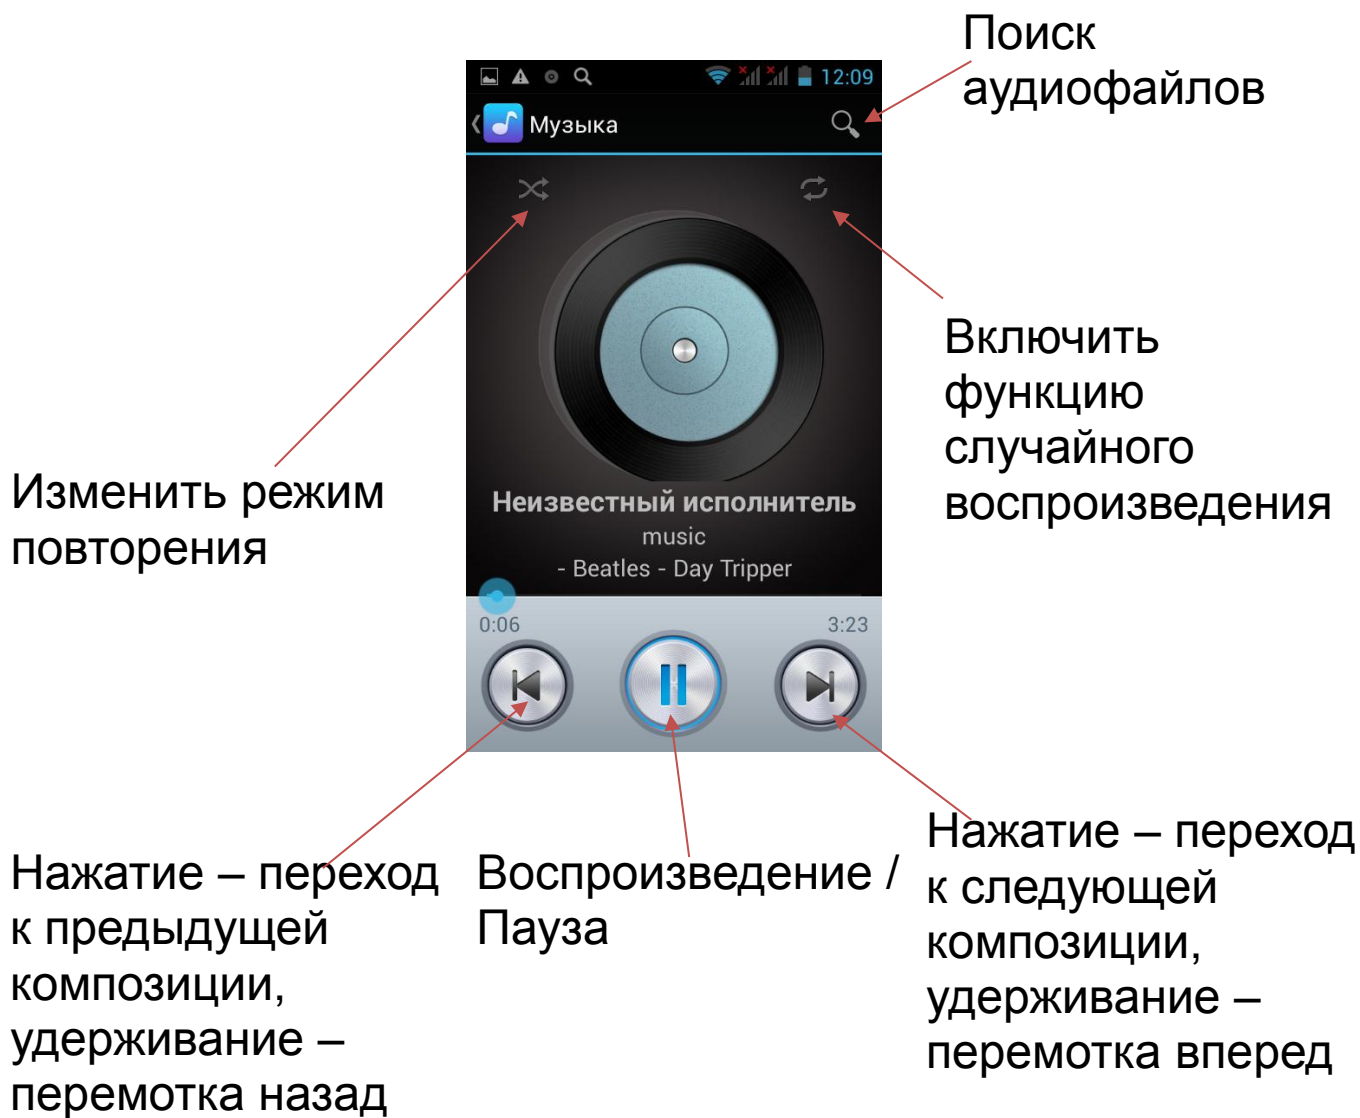 Поиск
аудиофайлов
12:09
Музыка
Включить
функцию
случайного
воспроизведения
Изменить режим
повторения
Неизвестный исполнитель
music
- Beatles - Day Tripper
0:06
3:23
Нажатие – переход
к предыдущей
композиции,
удерживание –
перемотка назад
Воспроизведение /
Пауза
Нажатие – переход
к следующей
композиции,
удерживание –
перемотка вперед